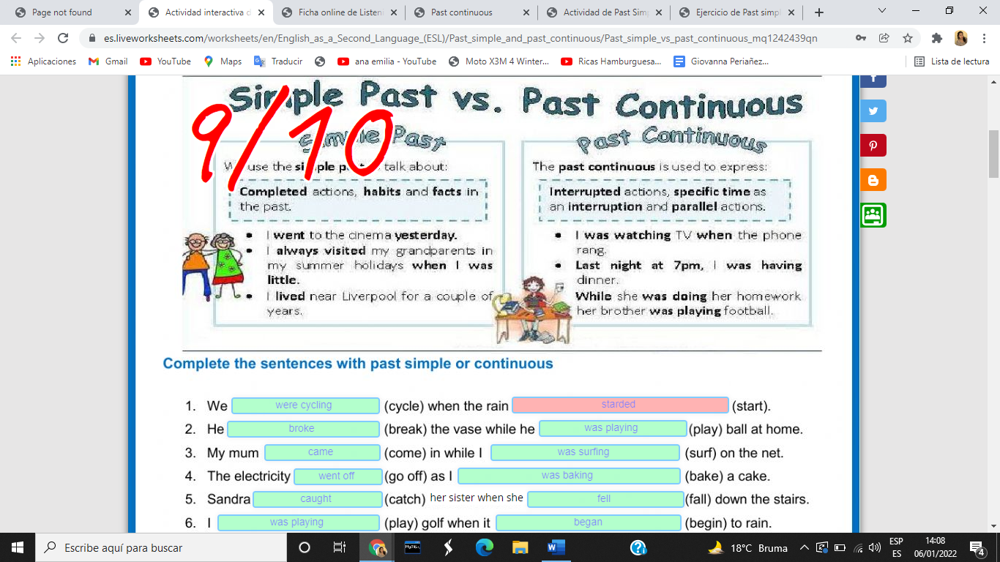 Page not found
Actividad interactiva d
Ficha online de Listeni
Past continuous
Actividad de Past Sim
Ejercicio de Past simpl
es.liveworksheets.com/worksheets/en/English_as_a_Second_Language_(ESL)/Past_simple_and_past_continuous/Past_simple_vs_past_continuous_mq1242439qn
Aplicaciones
Gmail
YouTube
Maps
Traducir
ana emilia - YouTube
Moto X3M 4 Winter...
Ricas Hamburguesa...
Giovanna Periañez...
Lista de lectura
Simple Past vs. Past Continuous
9/10
Simple Past
use the simple talk about:
Completed actions, habits and facts in
the past.
• I went to the cinema yesterday.
• I always visited my grandparents in
my summer holidays when I was
little.
• I lived near Liverpool for a couple of
years.
Past Continuous
The past continuous is used to express:
Interrupted actions, specific time as
an interruption and parallel actions.
• I was watching TV when the phone
rang.
• Last night at 7pm, I was having
dinner.
While she was doing her homework
her brother was playing football.
Complete the sentences with past simple or continuous
1. We were cycling (cycle) when the rain starded (start).
2. He broke (break) the vase while he was playing (play) ball at home.
3. My mum came (come) in while I was surfing (surf) on the net.
4. The electricity went off (go off) as I was baking (bake) a cake.
5. Sandra caught (catch) her sister when she fell (fall) down the stairs.
6. I was playing (play) golf when it began (begin) to rain.
Escribe aquí para buscar
MySQL
18°C Bruma
ESP
ES
14:08
06/01/2022
4